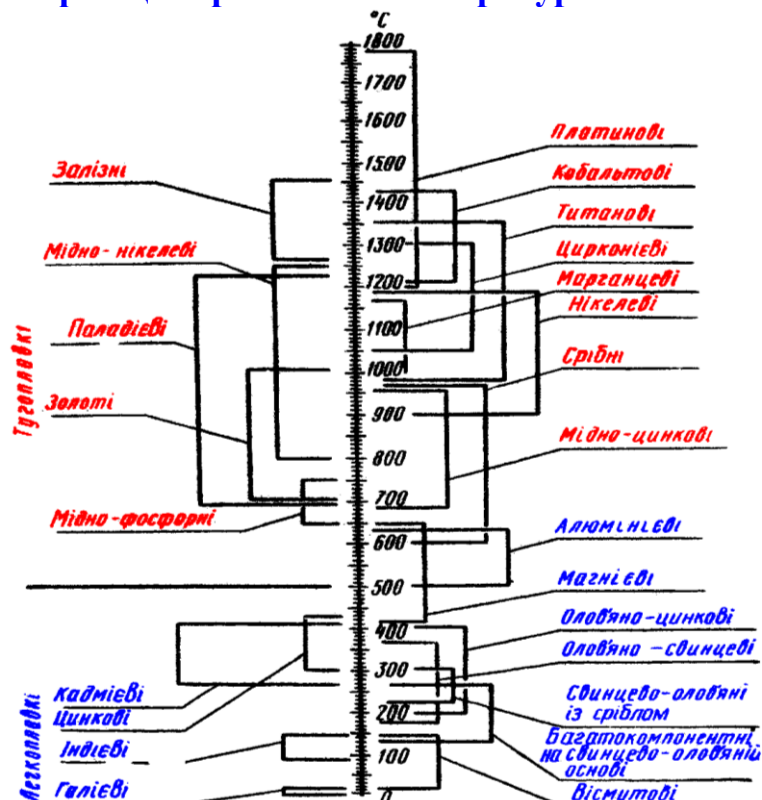 °C
1800
1700
1600
1500
1400
1300
1200
1100
1000
900
800
700
600
500
400
300
200
100
0
Тугоплавкі
Залізні
Мідно-нікелеві
Паладієві
Золоті
Мідно-фосфорні
Легкоплавкі
Кадмієві
Цинкові
Індієві
Галієві
Платинові
Кобальтові
Титанові
Цирконієві
Марганцеві
Нікелеві
Срібні
Мідно-цинкові
Алюмінієві
Магнієві
Олов'яно-цинкові
Олов'яно-свинцеві
Свинцево-олов'яні
із сріблом
Багатокомпонентні
на свинцево-олов'яній
основі
Вісмутові